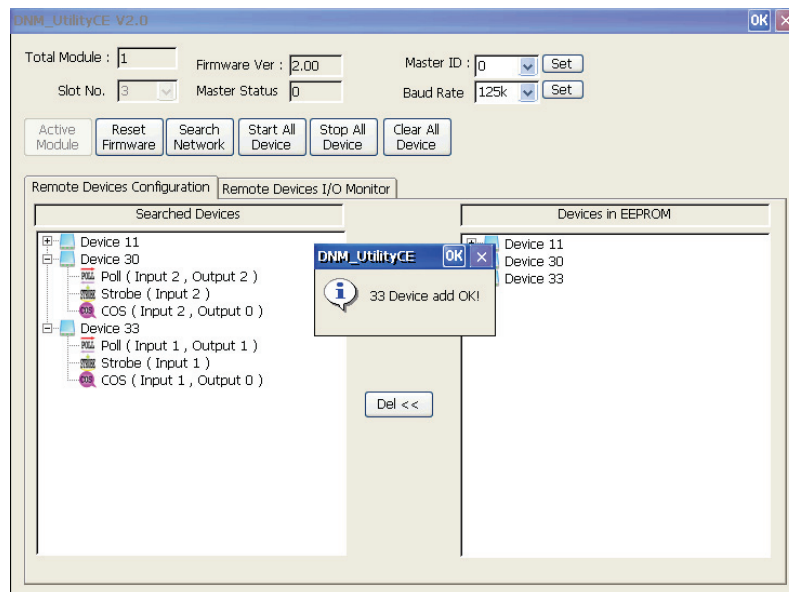 DNM_UtilityCE V2.0 OK
Total Module : 1 Firmware Ver : 2.00 Master ID : 0 Set
Slot No. 3 Master Status 0 Baud Rate 125k Set
Active Module Reset Firmware Search Network Start All Device Stop All Device Clear All Device
Remote Devices Configuration Remote Devices I/O Monitor
Searched Devices
Device 11
Device 30
POLL Poll ( Input 2 , Output 2 )
Strobe ( Input 2 )
COS COS ( Input 2 , Output 0 )
Device 33
POLL Poll ( Input 1 , Output 1 )
Strobe ( Input 1 )
COS COS ( Input 1 , Output 0 )
DNM_UtilityCE OK
33 Device add OK!
Del <<
Devices in EEPROM
Device 11
Device 30
Device 33